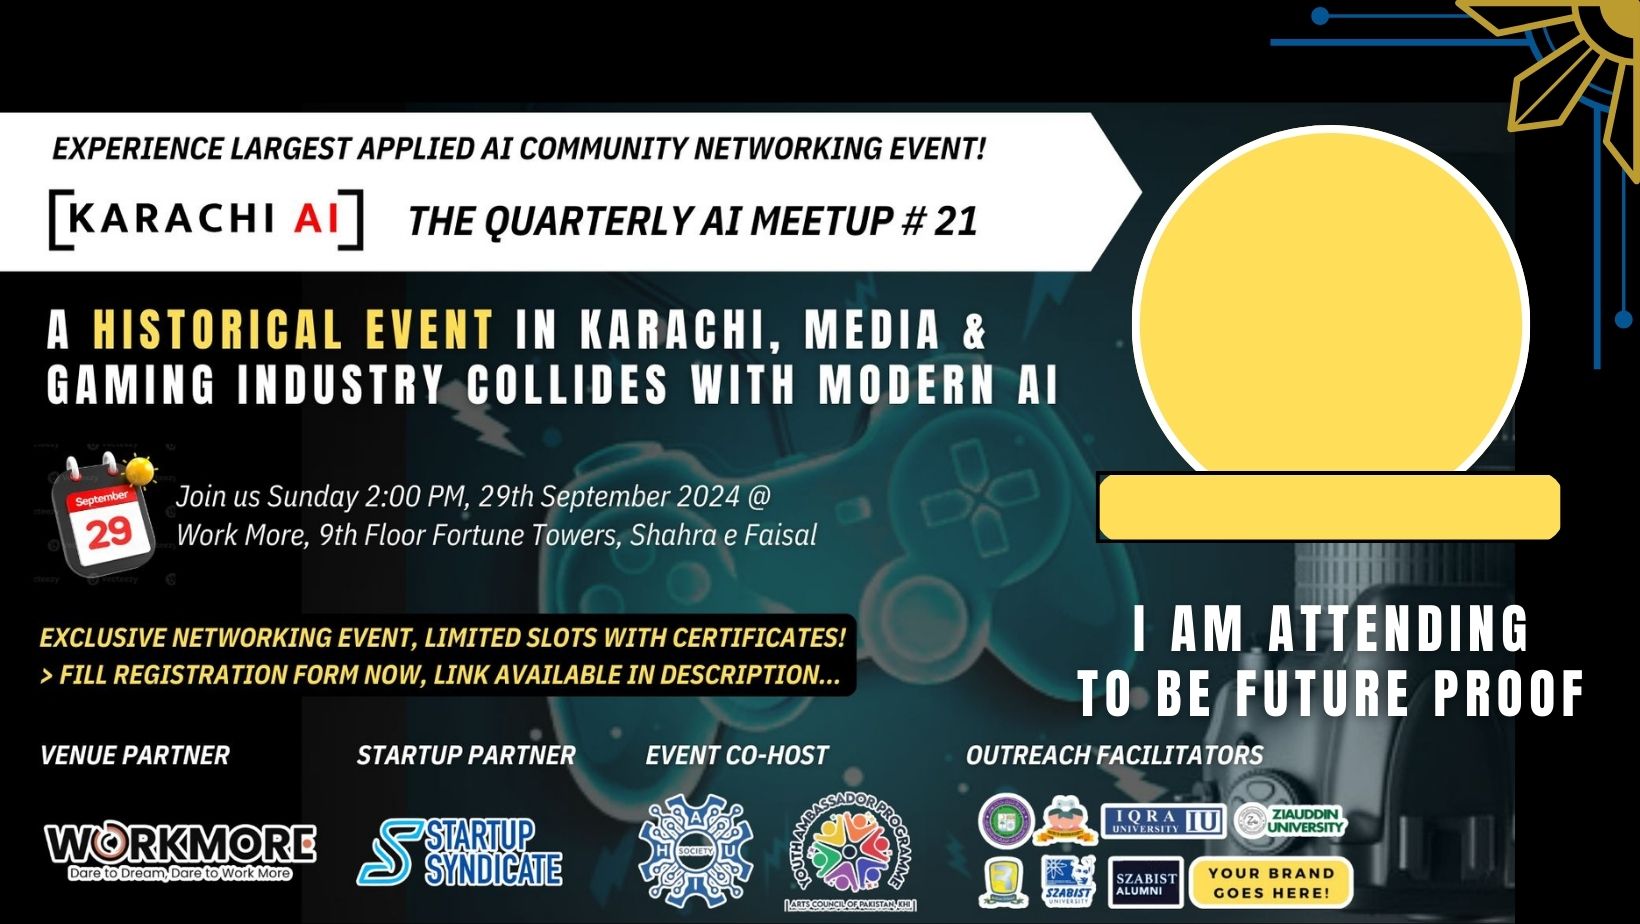 EXPERIENCE LARGEST APPLIED AI COMMUNITY NETWORKING EVENT!
[KARACHI AI]
THE QUARTERLY AI MEETUP # 21
A HISTORICAL EVENT IN KARACHI, MEDIA &
GAMING INDUSTRY COLLIDES WITH MODERN AI
September
29
Join us Sunday 2:00 PM, 29th September 2024 @
Work More, 9th Floor Fortune Towers, Shahra e Faisal
EXCLUSIVE NETWORKING EVENT, LIMITED SLOTS WITH CERTIFICATES!
> FILL REGISTRATION FORM NOW, LINK AVAILABLE IN DESCRIPTION...
I AM ATTENDING
TO BE FUTURE PROOF
VENUE PARTNER
STARTUP PARTNER
EVENT CO-HOST
OUTREACH FACILITATORS
WORKMORE
Dare to Dream, Dare to Work More
STARTUP
SYNDICATE
SOCIETY
YOUTH AMBASSADOR PROGRAMME
ARTS COUNCIL OF PAKISTAN, KHI
IQRA
UNIVERSITY
IU
ZIAUDDIN
UNIVERSITY
SZABIST
UNIVERSITY
SZABIST
ALUMNI
YOUR BRAND
GOES HERE!